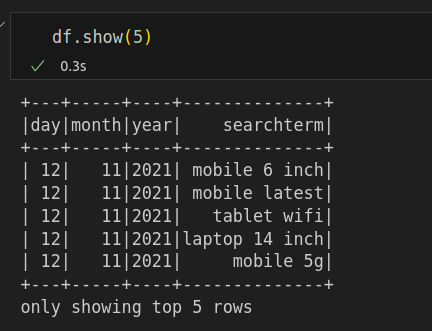 df.show(5)
0.3s
+---+-----+----+--------------+
|day|month|year|    searchterm|
+---+-----+----+--------------+
| 12|   11|2021| mobile 6 inch|
| 12|   11|2021| mobile latest|
| 12|   11|2021|   tablet wifi|
| 12|   11|2021|laptop 14 inch|
| 12|   11|2021|     mobile 5g|
+---+-----+----+--------------+
only showing top 5 rows